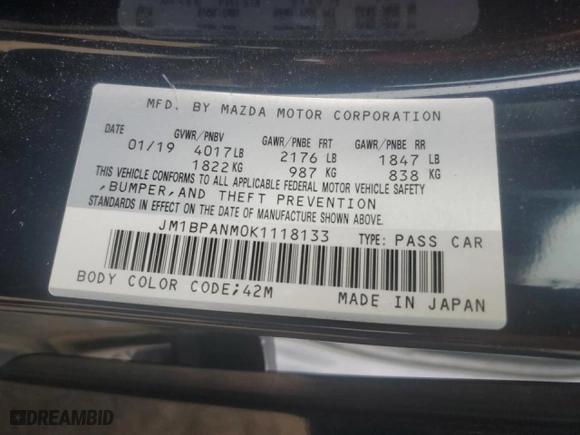 MFD. BY MAZDA MOTOR CORPORATION
DATE GVWR/PNBV GAWR/PNBE FRT GAWR/PNBE RR
01/19 4017LB 2176 LB 1847 LB
1822KG 987 KG 838 KG
THIS VEHICLE CONFORMS TO ALL APPLICABLE FEDERAL MOTOR VEHICLE SAFETY
,BUMPER,AND THEFT PREVENTION
STANDARDS IN EFFECT ON THE DATE OF MANUFACTURE SHOWN ABOVE.
JM1BPANM0K1118133 TYPE: PASS CAR
BODY COLOR CODE;42M MADE IN JAPAN
DREAMBID